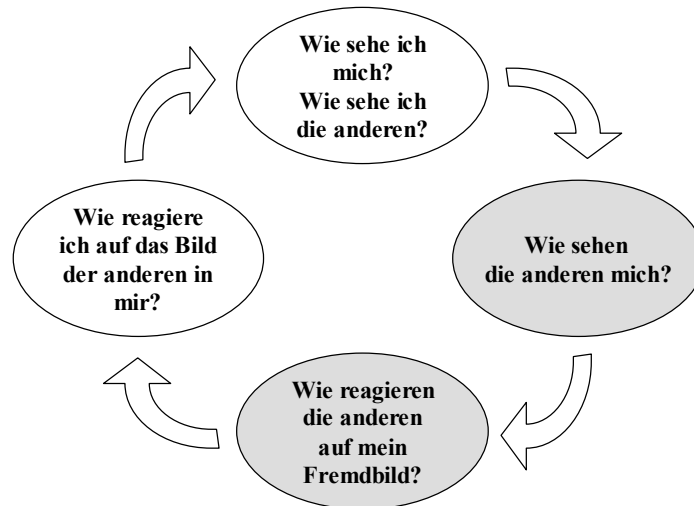 Wie sehe ich
mich?
Wie sehe ich
die anderen?
Wie sehen
die anderen mich?
Wie reagieren
die anderen
auf mein
Fremdbild?
Wie reagiere
ich auf das Bild
der anderen in
mir?